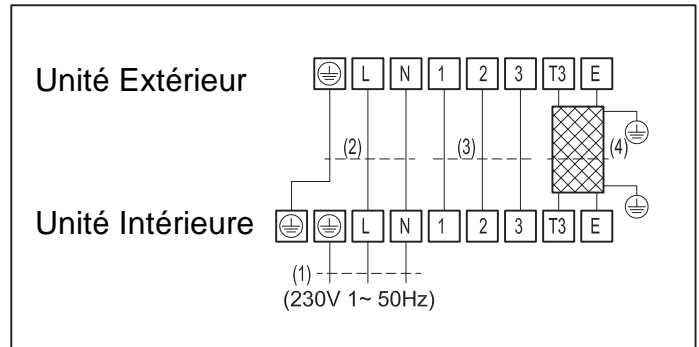 Unité Extérieur L N 1 2 3 T3 E
(2) (3) (4)
Unité Intérieure L N 1 2 3 T3 E
(1)
(230V 1~ 50Hz)